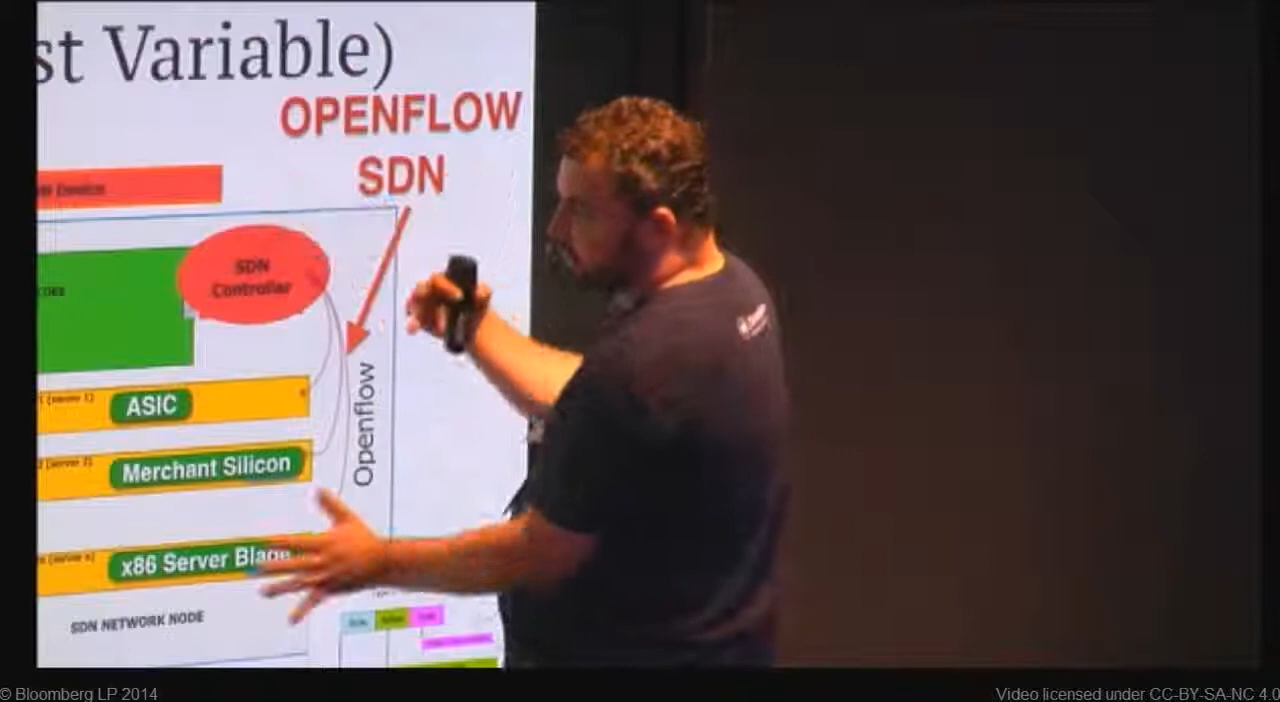 st Variable)
OPENFLOW
SDN
Device
SDN
Controller
ASIC
Openflow
Merchant Silicon
x86 Server Blade
SDN NETWORK NODE
© Bloomberg LP 2014
Video licensed under CC-BY-SA-NC 4.0